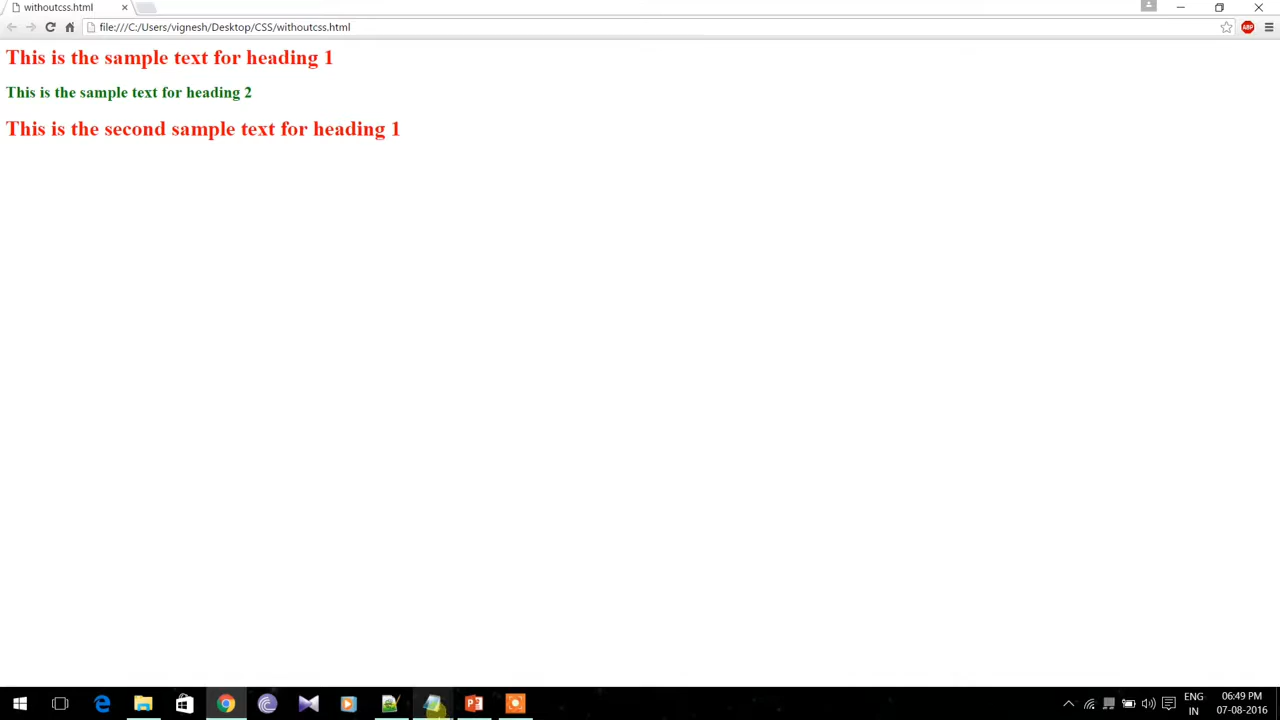 withoutcss.html
file:///C:/Users/vignesh/Desktop/CSS/withoutcss.html
ABP
This is the sample text for heading 1
This is the sample text for heading 2
This is the second sample text for heading 1
ENG 06:49 PM
IN 07-08-2016